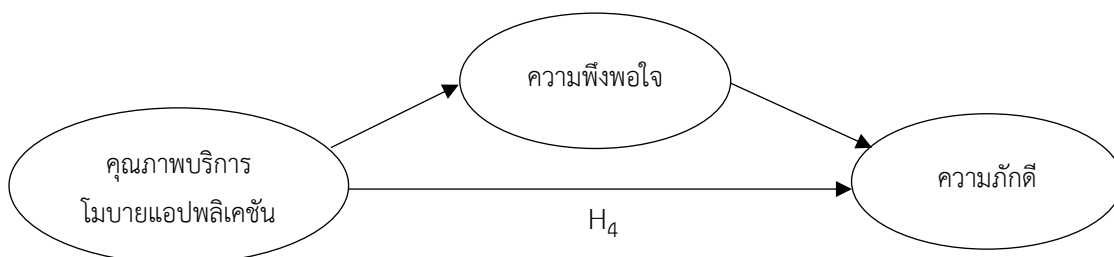 ความพึงพอใจ
คุณภาพบริการ
โมบายแอปพลิเคชัน
ความภักดี
H₄